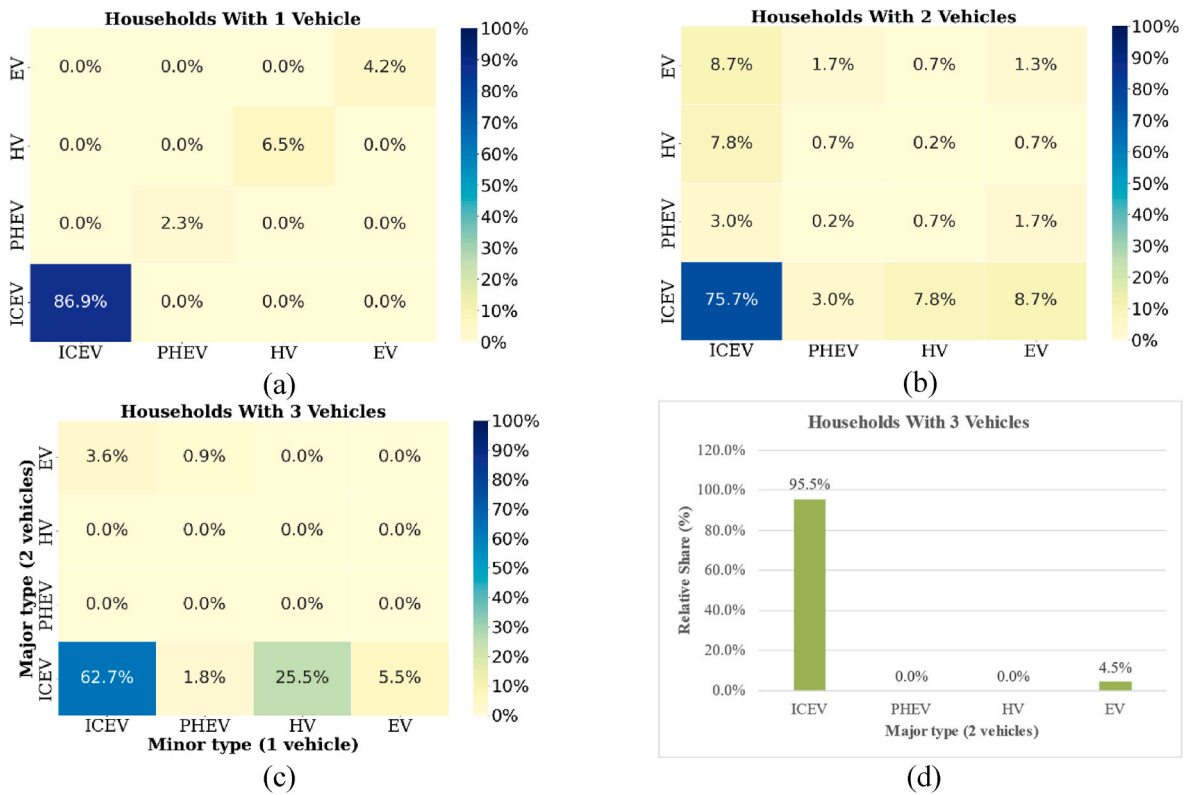 Households With 1 Vehicle
EV 0.0% 0.0% 0.0% 4.2%
HV 0.0% 0.0% 6.5% 0.0%
PHEV 0.0% 2.3% 0.0% 0.0%
ICEV 86.9% 0.0% 0.0% 0.0%
ICEV PHEV HV EV
100%
90%
80%
70%
60%
50%
40%
30%
20%
10%
0%
(a)
Households With 2 Vehicles
EV 8.7% 1.7% 0.7% 1.3%
HV 7.8% 0.7% 0.2% 0.7%
PHEV 3.0% 0.2% 0.7% 1.7%
ICEV 75.7% 3.0% 7.8% 8.7%
ICEV PHEV HV EV
100%
90%
80%
70%
60%
50%
40%
30%
20%
10%
0%
(b)
Households With 3 Vehicles
Major type (2 vehicles)
EV 3.6% 0.9% 0.0% 0.0%
HV 0.0% 0.0% 0.0% 0.0%
PHEV 0.0% 0.0% 0.0% 0.0%
ICEV 62.7% 1.8% 25.5% 5.5%
ICEV PHEV HV EV
Minor type (1 vehicle)
100%
90%
80%
70%
60%
50%
40%
30%
20%
10%
0%
(c)
Households With 3 Vehicles
Relative Share (%)
120.0%
100.0%
80.0%
60.0%
40.0%
20.0%
0.0%
95.5% 0.0% 0.0% 4.5%
ICEV PHEV HV EV
Major type (2 vehicles)
(d)